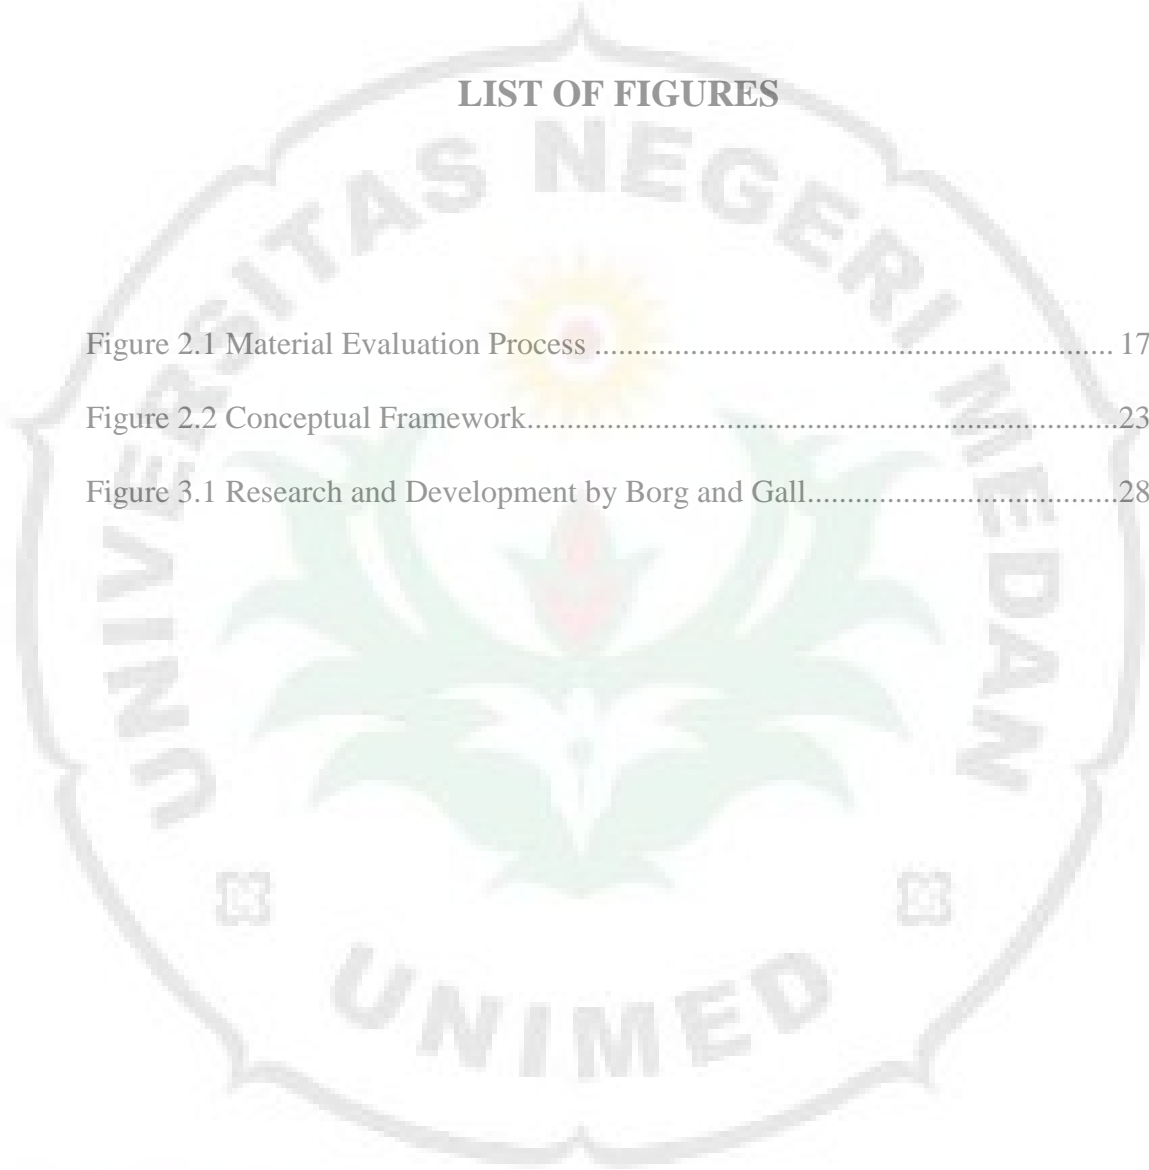 LIST OF FIGURES
UNIVERSITAS NEGERI MEDAN
Figure 2.1 Material Evaluation Process ................................................................. 17
Figure 2.2 Conceptual Framework..........................................................................23
Figure 3.1 Research and Development by Borg and Gall.......................................28
UNIMED